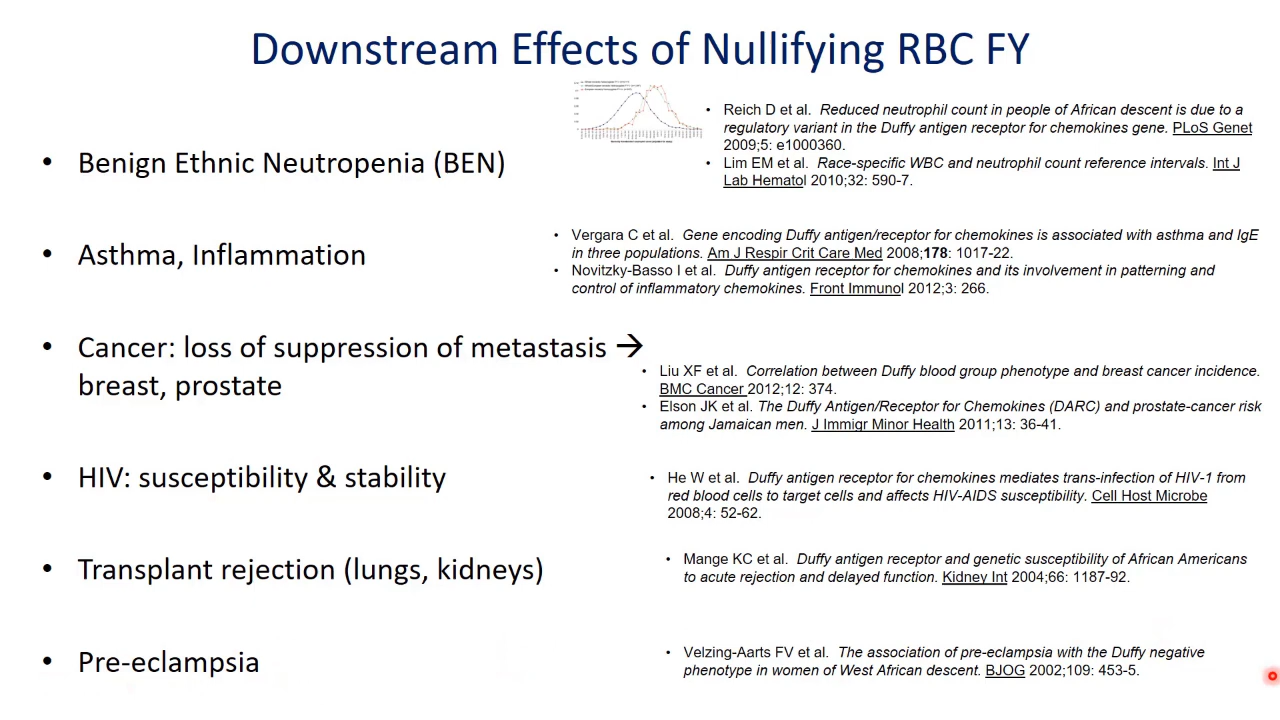 Downstream Effects of Nullifying RBC FY
• Benign Ethnic Neutropenia (BEN)
• Reich D et al. Reduced neutrophil count in people of African descent is due to a
regulatory variant in the Duffy antigen receptor for chemokines gene. PLoS Genet
2009;5: e1000360.
• Lim EM et al. Race-specific WBC and neutrophil count reference intervals. Int J
Lab Hematol 2010;32: 590-7.
• Asthma, Inflammation
• Vergara C et al. Gene encoding Duffy antigen/receptor for chemokines is associated with asthma and IgE
in three populations. Am J Respir Crit Care Med 2008;178: 1017-22.
• Novitzky-Basso I et al. Duffy antigen receptor for chemokines and its involvement in patterning and
control of inflammatory chemokines. Front Immunol 2012;3: 266.
• Cancer: loss of suppression of metastasis →
breast, prostate
• Liu XF et al. Correlation between Duffy blood group phenotype and breast cancer incidence.
BMC Cancer 2012;12: 374.
• Elson JK et al. The Duffy Antigen/Receptor for Chemokines (DARC) and prostate-cancer risk
among Jamaican men. J Immigr Minor Health 2011;13: 36-41.
• HIV: susceptibility & stability
• He W et al. Duffy antigen receptor for chemokines mediates trans-infection of HIV-1 from
red blood cells to target cells and affects HIV-AIDS susceptibility. Cell Host Microbe
2008;4: 52-62.
• Transplant rejection (lungs, kidneys)
• Mange KC et al. Duffy antigen receptor and genetic susceptibility of African Americans
to acute rejection and delayed function. Kidney Int 2004;66: 1187-92.
• Pre-eclampsia
• Velzing-Aarts FV et al. The association of pre-eclampsia with the Duffy negative
phenotype in women of West African descent. BJOG 2002;109: 453-5.